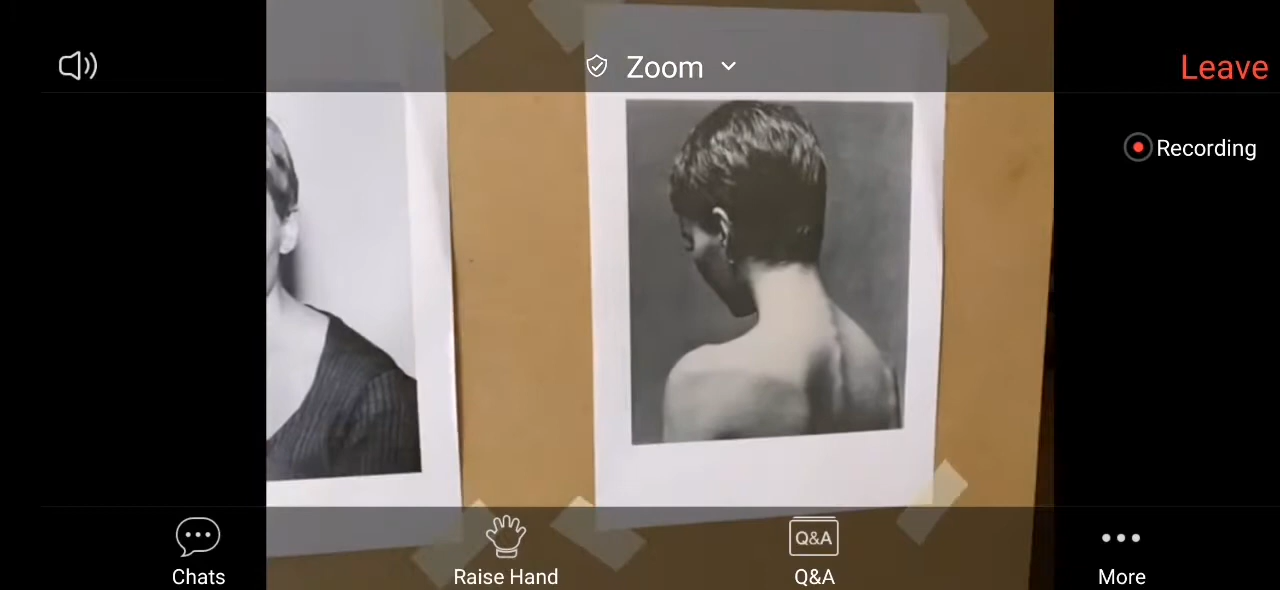 Zoom
Leave
Recording
Chats
Raise Hand
Q&A
Q&A
More